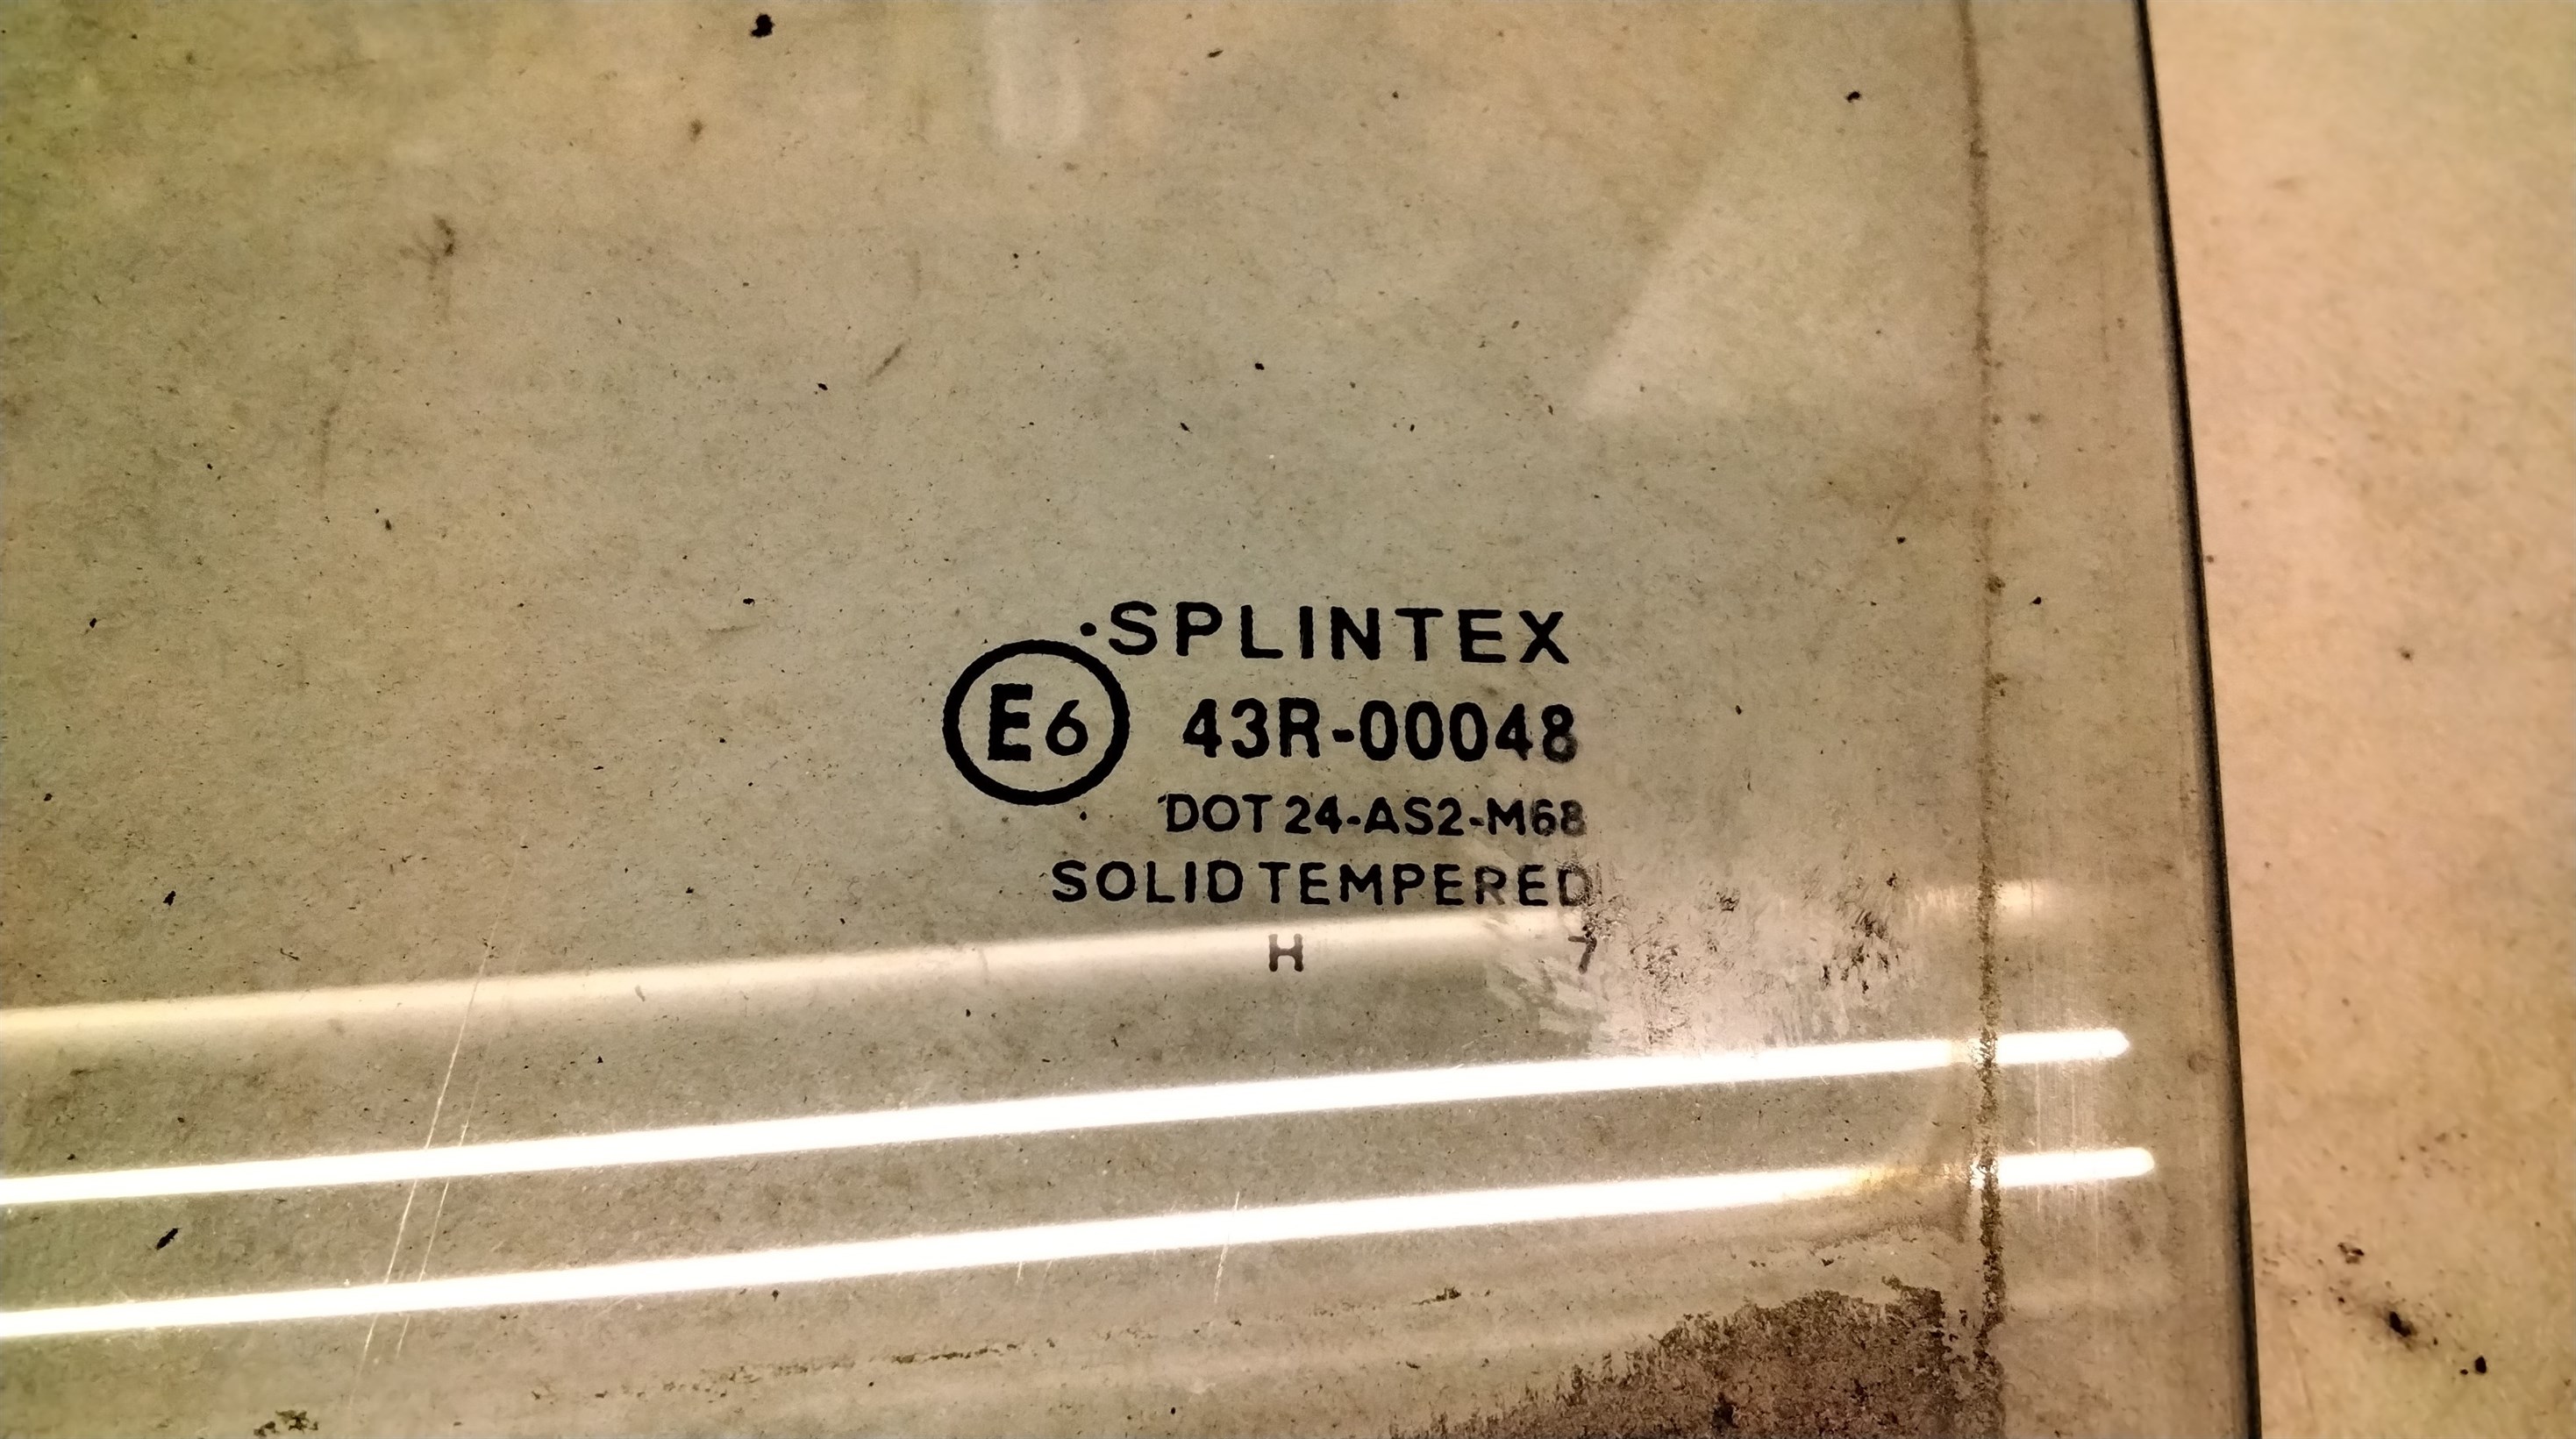 SPLINTEX
E6 43R-00048
DOT 24-AS2-M68
SOLID TEMPERED
H 7